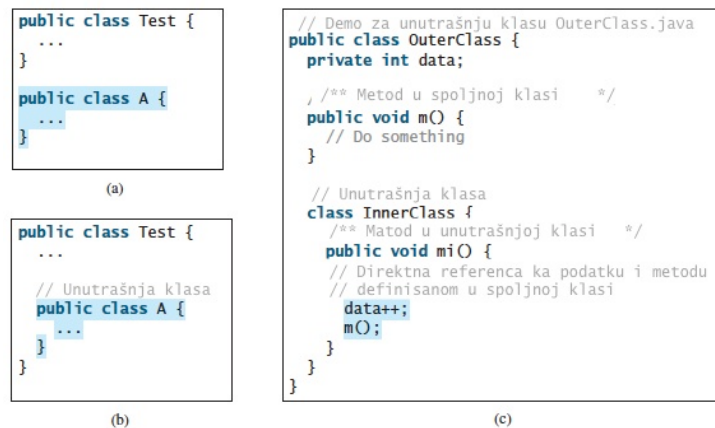 public class Test {
...
}
public class A {
...
}
(a)
public class Test {
...
// Unutrašnja klasa
public class A {
...
}
}
(b)
// Demo za unutrašnju klasu OuterClass.java
public class OuterClass {
private int data;
, /** Metod u spoljnoj klasi */
public void m() {
// Do something
}
// Unutrašnja klasa
class InnerClass {
/** Matod u unutrašnjoj klasi */
public void mi() {
// Direktna referenca ka podatku i metodu
// definisanom u spoljnoj klasi
data++;
m();
}
}
}
(c)